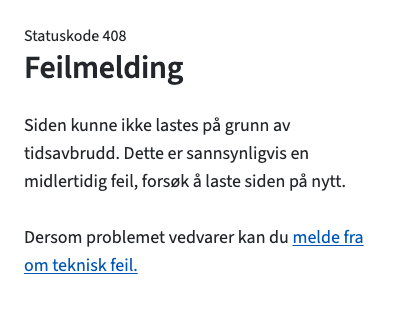 Statuskode 408
Feilmelding
Siden kunne ikke lastes på grunn av
tidsavbrudd. Dette er sannsynligvis en
midlertidig feil, forsøk å laste siden på nytt.
Dersom problemet vedvarer kan du melde fra
om teknisk feil.